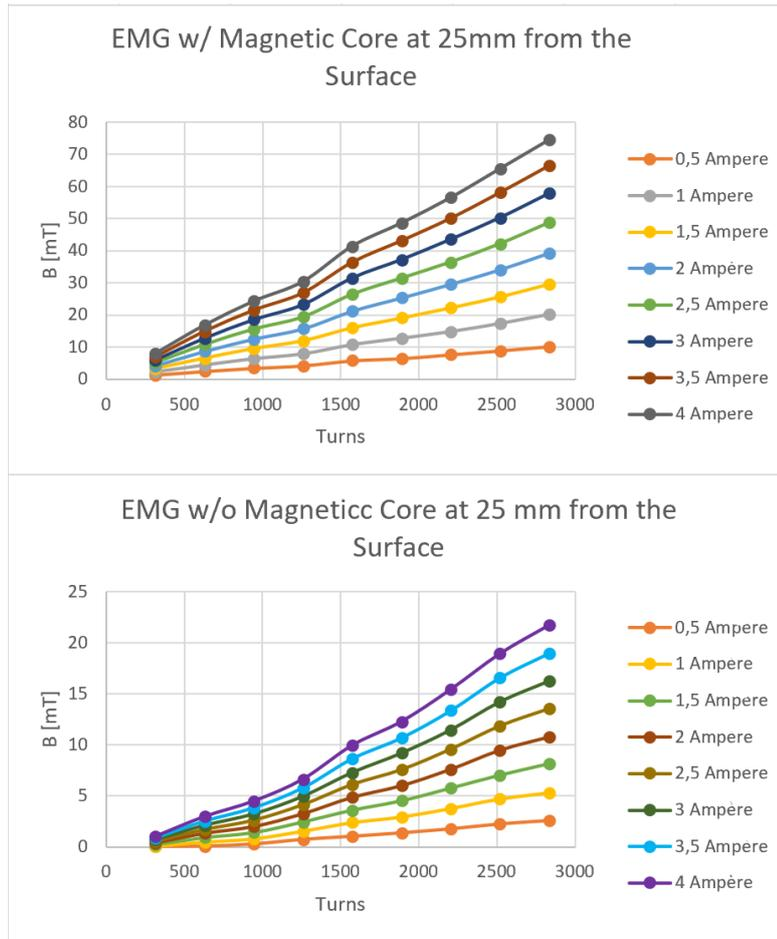 EMG w/ Magnetic Core at 25mm from the
Surface
80
70
60
50
40
30
20
10
0
B [mT]
0 500 1000 1500 2000 2500 3000
Turns
0,5 Ampere
1 Ampere
1,5 Ampere
2 Ampère
2,5 Ampere
3 Ampere
3,5 Ampere
4 Ampere
EMG w/o Magneticc Core at 25 mm from the
Surface
25
20
15
10
5
0
B [mT]
0 500 1000 1500 2000 2500 3000
Turns
0,5 Ampere
1 Ampere
1,5 Ampere
2 Ampere
2,5 Ampere
3 Ampère
3,5 Ampere
4 Ampère